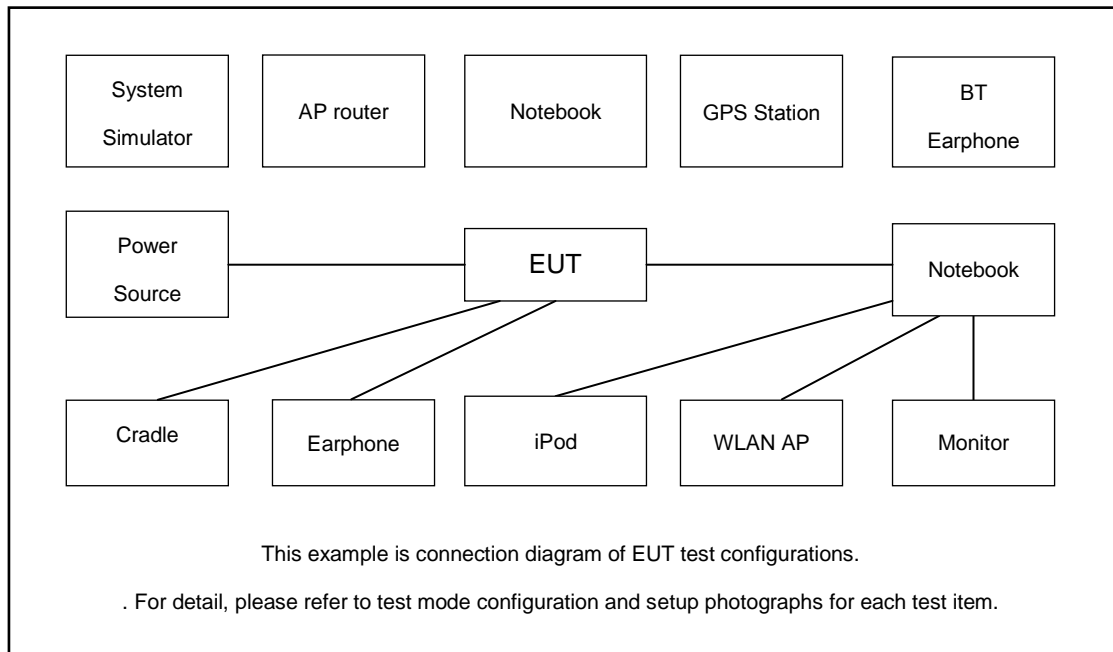 System
Simulator
AP router
Notebook
GPS Station
BT
Earphone
Power
Source
EUT
Notebook
Cradle
Earphone
iPod
WLAN AP
Monitor
This example is connection diagram of EUT test configurations.
. For detail, please refer to test mode configuration and setup photographs for each test item.